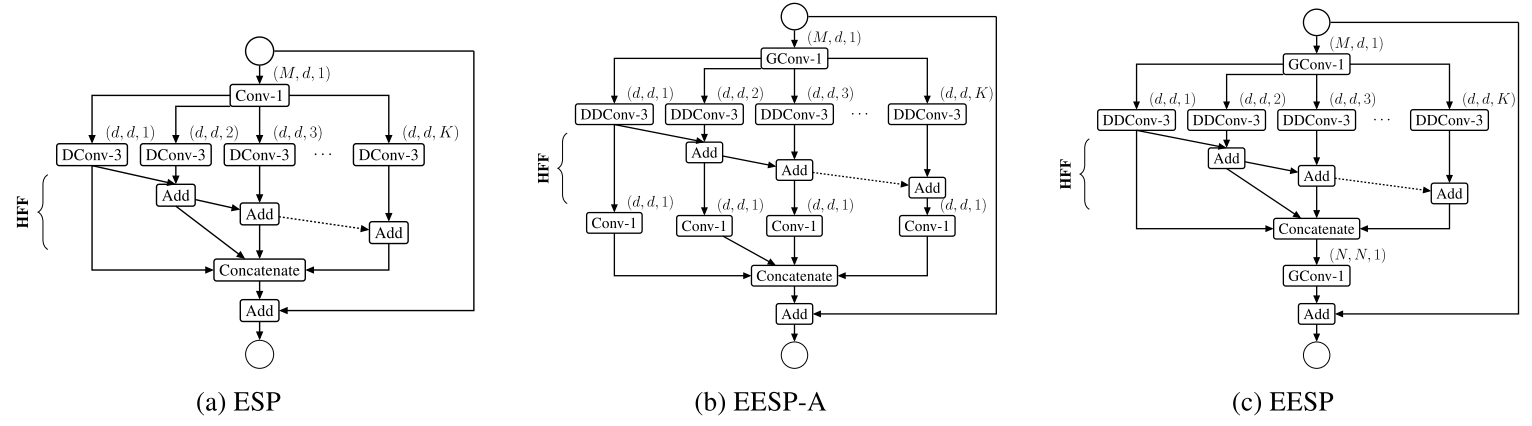 (M, d, 1)
Conv-1
(d, d, 1) (d, d, 2) (d, d, 3) (d, d, K)
DConv-3 DConv-3 DConv-3 ··· DConv-3
HFF
Add
Add
Add
Concatenate
Add
(a) ESP
(M, d, 1)
GConv-1
(d, d, 1) (d, d, 2) (d, d, 3) (d, d, K)
DDConv-3 DDConv-3 DDConv-3 ··· DDConv-3
HFF
Add
Add
Add
(d, d, 1) (d, d, 1) (d, d, 1) (d, d, 1)
Conv-1 Conv-1 Conv-1 Conv-1
Concatenate
Add
(b) EESP-A
(M, d, 1)
GConv-1
(d, d, 1) (d, d, 2) (d, d, 3) (d, d, K)
DDConv-3 DDConv-3 DDConv-3 ··· DDConv-3
HFF
Add
Add
Add
Concatenate
(N, N, 1)
GConv-1
Add
(c) EESP